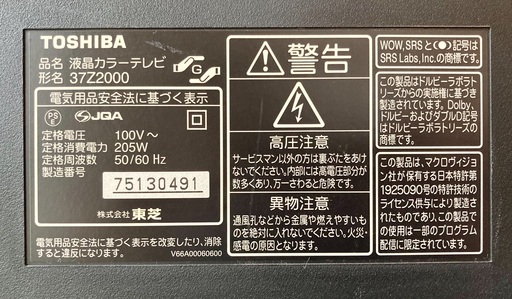 TOSHIBA
品名 液晶カラーテレビ
形名 37Z2000
G
電気用品安全法に基づく表示
PS
E
JQA
定格電圧 100V～
定格消費電力 205W
定格周波数 50/60 Hz
製造番号
75130491
株式会社 東芝
電気用品安全法に基づく表示を改変したり、消除
すると違反になります。
V66A00060600
警告
高圧注意
サービスマン以外の方は裏ぶたをあけ
ないでください。内部には高電圧部分が
数多くあり、万一さわると危険です。
異物注意
通風孔などから金属や燃えやすいもの
を絶対に入れないでください。火災・
感電の原因となります。
WOW, SRSと(●)記号は
SRS Labs, Inc.の商標です。
この製品はドルビーラボラト
リーズからの実施権に基づき
製造されています。Dolby、
ドルビーおよびダブルD記号は
ドルビーラボラトリーズの
商標です。
この製品は、マクロヴィジョン
社が保有する日本特許第
1925090号の特許技術の
ライセンス供与により製造さ
れたものであり、この製品で
の使用は一部のプログラム
配信に限定されています。